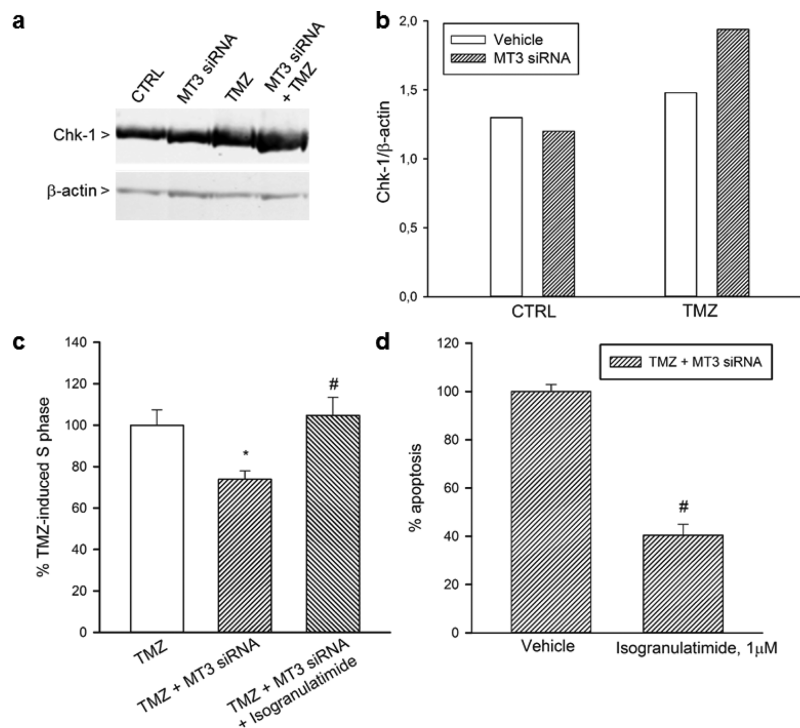 a
CTRL
MT3 siRNA
TMZ
MT3 siRNA
+ TMZ
Chk-1 >
β-actin >
b
Chk-1/β-actin
2,0
1,5
1,0
0,5
0,0
Vehicle
MT3 siRNA
CTRL
TMZ
c
% TMZ-induced S phase
140
120
100
80
60
40
20
0
*
#
TMZ
TMZ + MT3 siRNA
TMZ + MT3 siRNA
+ Isogranulatimide
d
% apoptosis
120
100
80
60
40
20
0
TMZ + MT3 siRNA
#
Vehicle
Isogranulatimide, 1μM